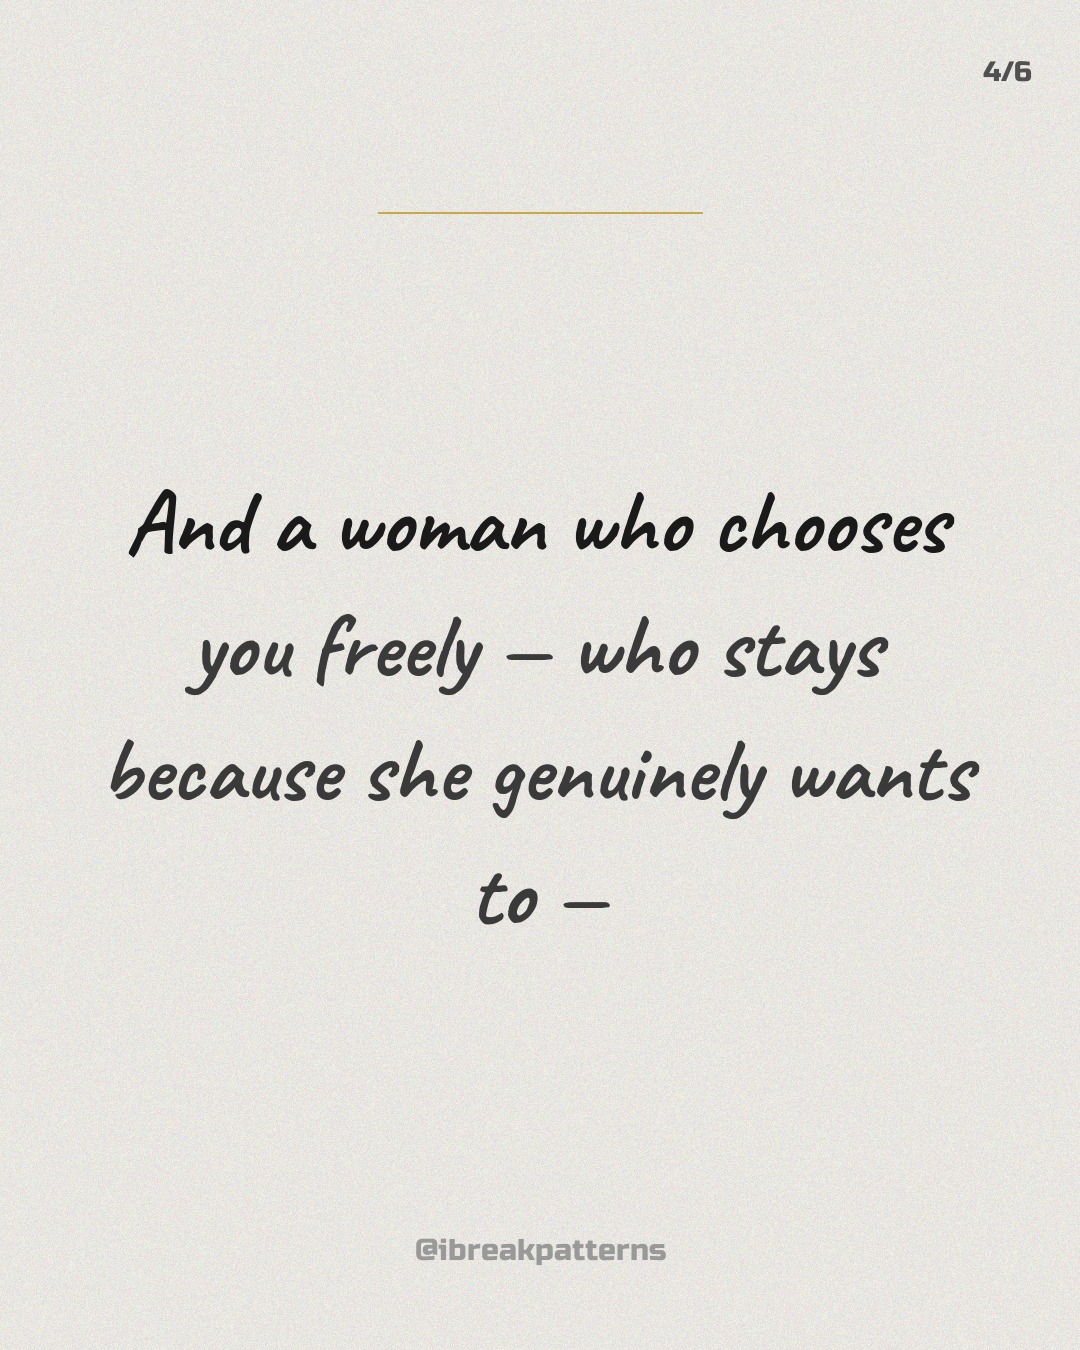 4/6
And a woman who chooses
you freely — who stays
because she genuinely wants
to —
@ibreakpatterns